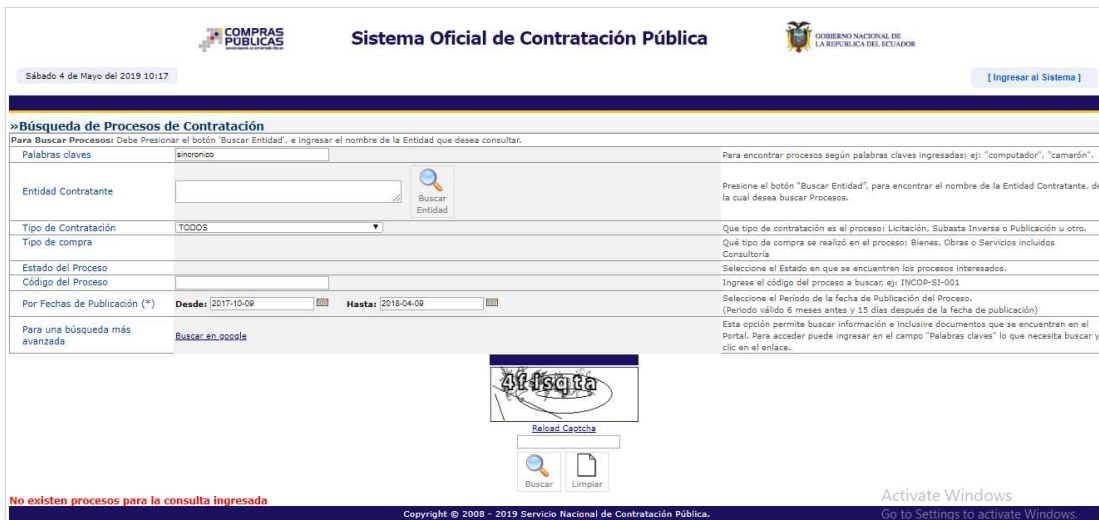 COMPRAS
PÚBLICAS
Sistema Oficial de Contratación Pública
GOBIERNO NACIONAL DE
LA REPUBLICA DEL ECUADOR
Sábado 4 de Mayo del 2019 10:17
[ Ingresar al Sistema ]
»Búsqueda de Procesos de Contratación
Para Buscar Procesos: Debe Presionar el botón 'Buscar Entidad', e ingresar el nombre de la Entidad que desea consultar.
Palabras claves
sincronico
Para encontrar procesos según palabras claves ingresadas; ej: "computador", "camarón".
Entidad Contratante
Buscar
Entidad
Presione el botón "Buscar Entidad", para encontrar el nombre de la Entidad Contratante, de
la cual desea buscar Procesos.
Tipo de Contratación
TODOS
Que tipo de contratación es el proceso: Licitación, Subasta Inversa o Publicación u otro.
Tipo de compra
Qué tipo de compra se realizó en el proceso: Bienes, Obras o Servicios incluidos
Consultoría
Estado del Proceso
Seleccione el Estado en que se encuentren los procesos interesados.
Código del Proceso
Ingrese el código del proceso a buscar, ej: INCOP-SI-001
Por Fechas de Publicación (*)
Desde: 2017-10-09
Hasta: 2018-04-09
Seleccione el Período de la fecha de Publicación del Proceso.
(Periodo válido 6 meses antes y 15 días después de la fecha de publicación)
Para una búsqueda más
avanzada
Buscar en google
Esta opción permite buscar información e inclusive documentos que se encuentren en el
Portal. Para acceder puede ingresar en el campo "Palabras claves" lo que necesita buscar y
clic en el enlace.
Reload Captcha
Buscar
Limpiar
No existen procesos para la consulta ingresada
Activate Windows
Go to Settings to activate Windows.
Copyright © 2008 - 2019 Servicio Nacional de Contratación Pública.